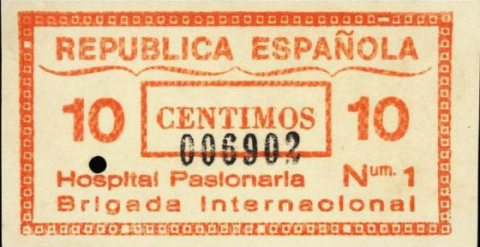 REPUBLICA ESPAÑOLA
10 CENTIMOS 10
006902
Hospital Pasionaria Num. 1
Brigada Internacional